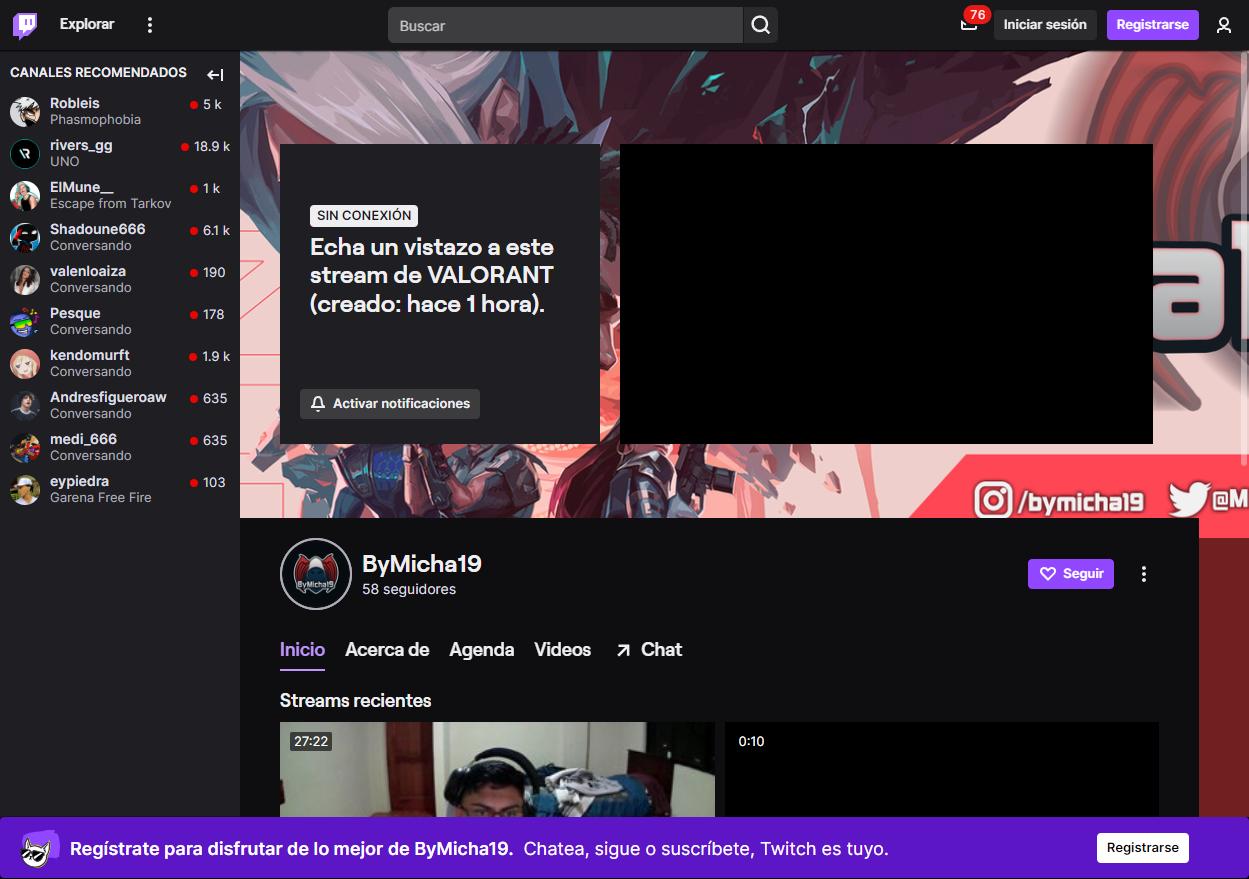 Explorar
Buscar
76
Iniciar sesión
Registrarse
CANALES RECOMENDADOS
Robleis
5 k
Phasmophobia
rivers_gg
18.9 k
UNO
ElMune__
1 k
Escape from Tarkov
Shadoune666
6.1 k
Conversando
valenloaiza
190
Conversando
Pesque
178
Conversando
kendomurft
1.9 k
Conversando
Andresfigueroaw
635
Conversando
medi_666
635
Conversando
eypiedra
103
Garena Free Fire
SIN CONEXIÓN
Echa un vistazo a este
stream de VALORANT
(creado: hace 1 hora).
Activar notificaciones
/bymicha19
@M
ByMicha19
ByMicha19
58 seguidores
Seguir
Inicio
Acerca de
Agenda
Videos
Chat
Streams recientes
27:22
0:10
Regístrate para disfrutar de lo mejor de ByMicha19. Chatea, sigue o suscríbete, Twitch es tuyo.
Registrarse